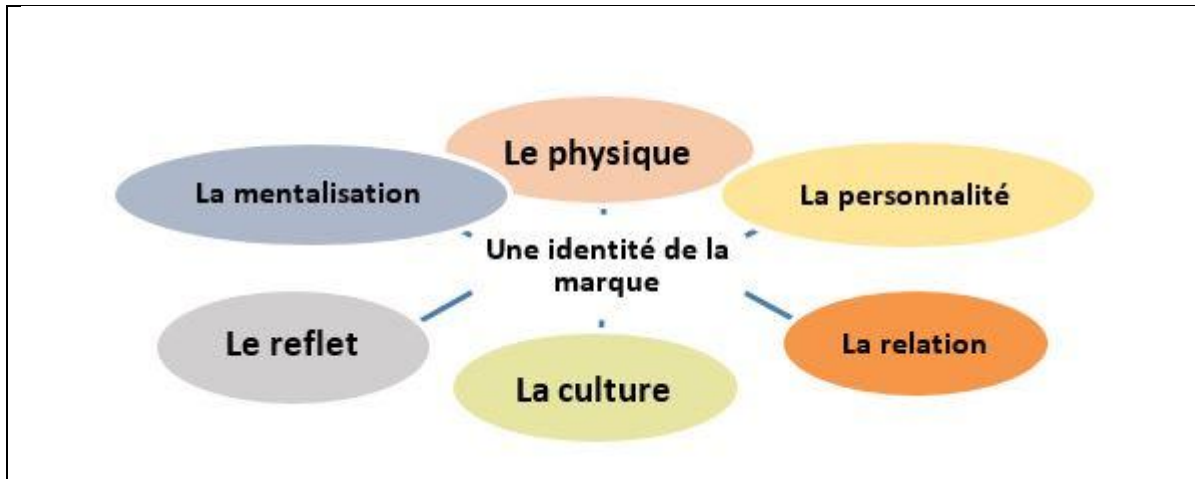 Le physique
La mentalisation
La personnalité
Une identité de la
marque
Le reflet
La relation
La culture